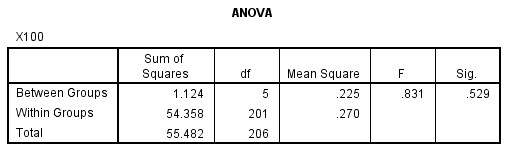 ANOVA
X100
Sum of Squares df Mean Square F Sig.
Between Groups 1.124 5 .225 .831 .529
Within Groups 54.358 201 .270
Total 55.482 206